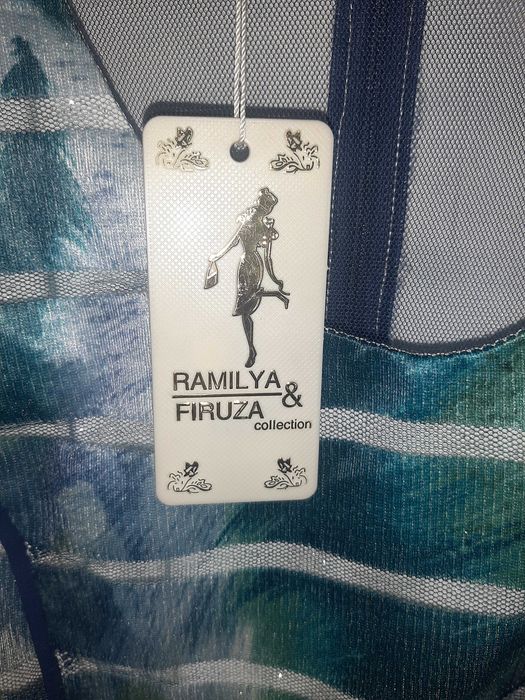 RAMILYA
& 
FIRUZA
collection